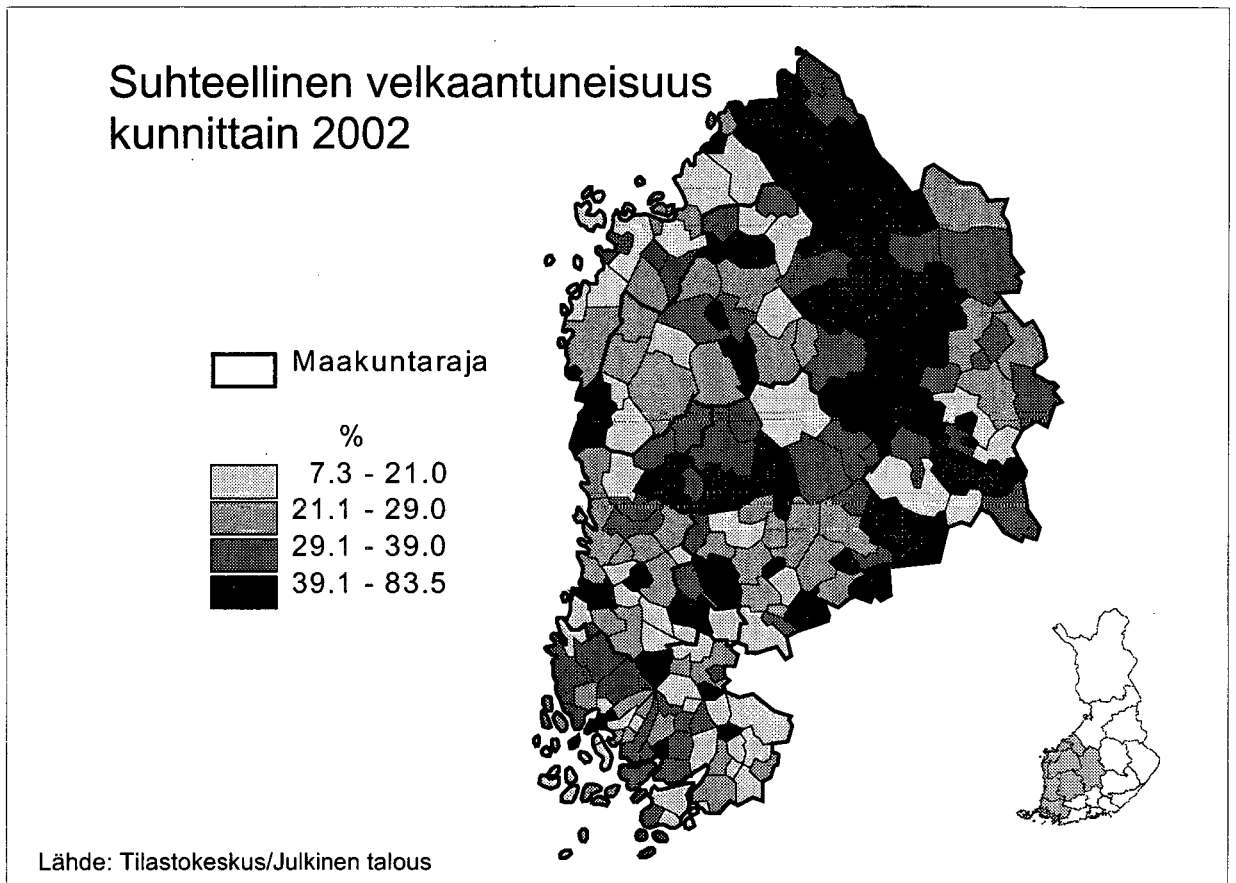 Suhteellinen velkaantuneisuus
kunnittain 2002
Maakuntaraja
%
7.3 - 21.0
21.1 - 29.0
29.1 - 39.0
39.1 - 83.5
Lähde: Tilastokeskus/Julkinen talous